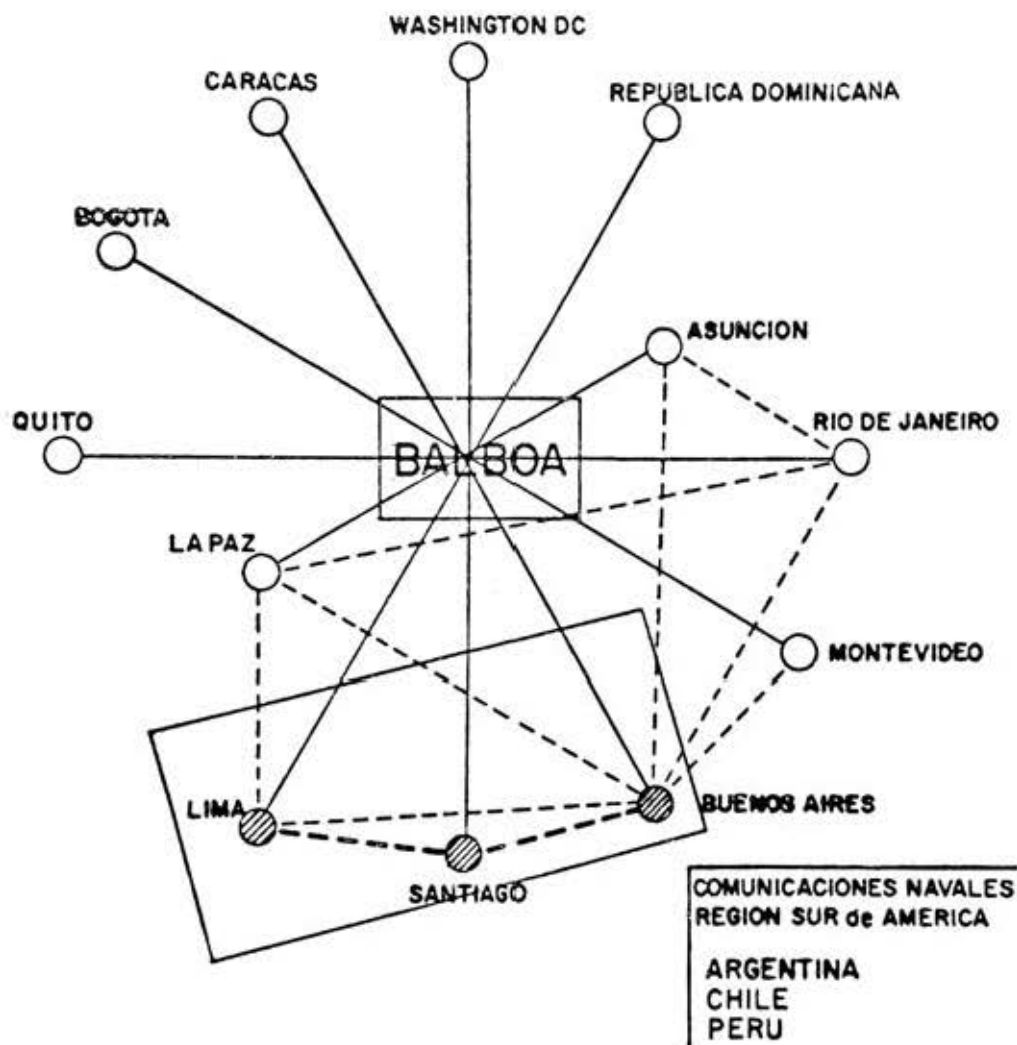 WASHINGTON DC
CARACAS
REPUBLICA DOMINICANA
BOGOTA
ASUNCION
QUITO
RIO DE JANEIRO
BALBOA
LA PAZ
MONTEVIDEO
LIMA
BUENOS AIRES
SANTIAGO
COMUNICACIONES NAVALES
REGION SUR de AMERICA
ARGENTINA
CHILE
PERU